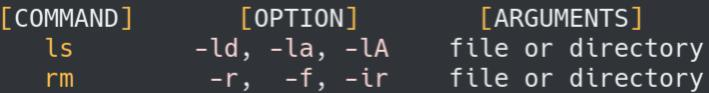 [COMMAND] [OPTION] [ARGUMENTS]
ls -ld, -la, -lA file or directory
rm -r, -f, -ir file or directory